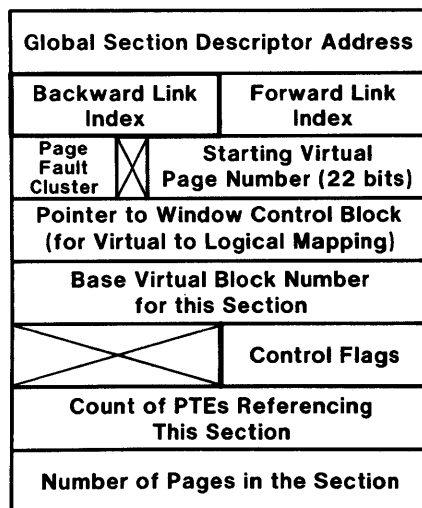 Global Section Descriptor Address
Backward Link
Index
Forward Link
Index
Page
Fault
Cluster
Starting Virtual
Page Number (22 bits)
Pointer to Window Control Block
(for Virtual to Logical Mapping)
Base Virtual Block Number
for this Section
Control Flags
Count of PTEs Referencing
This Section
Number of Pages in the Section